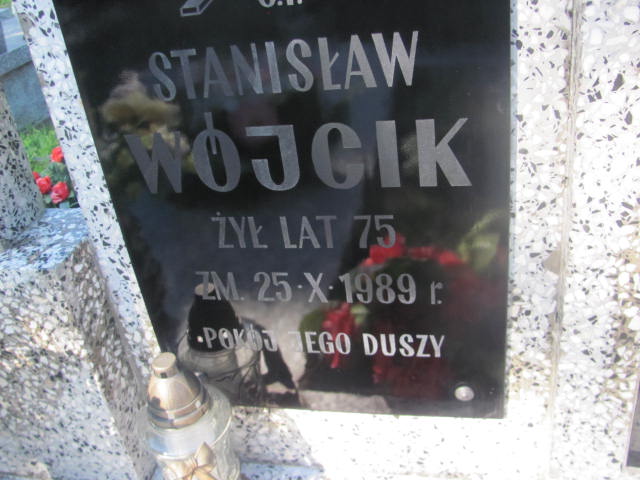 Ś.P.
STANISŁAW
WÓJCIK
ŻYŁ LAT 75
ZM. 25·X·1989 r.
·POKÓJ JEGO DUSZY